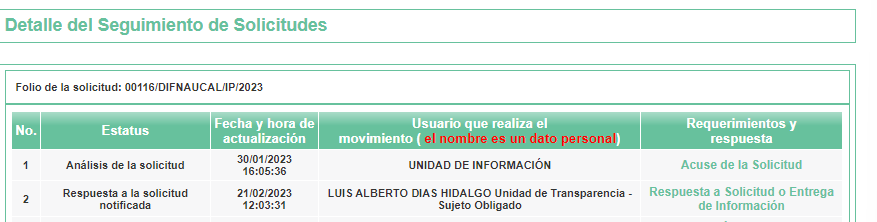 Detalle del Seguimiento de Solicitudes
Folio de la solicitud: 00116/DIFNAUCAL/IP/2023
No.
Estatus
Fecha y hora de
actualización
Usuario que realiza el
movimiento ( el nombre es un dato personal)
Requerimientos y
respuesta
1
Análisis de la solicitud
30/01/2023
16:05:36
UNIDAD DE INFORMACIÓN
Acuse de la Solicitud
2
Respuesta a la solicitud
notificada
21/02/2023
12:03:31
LUIS ALBERTO DIAS HIDALGO Unidad de Transparencia -
Sujeto Obligado
Respuesta a Solicitud o Entrega
de Información